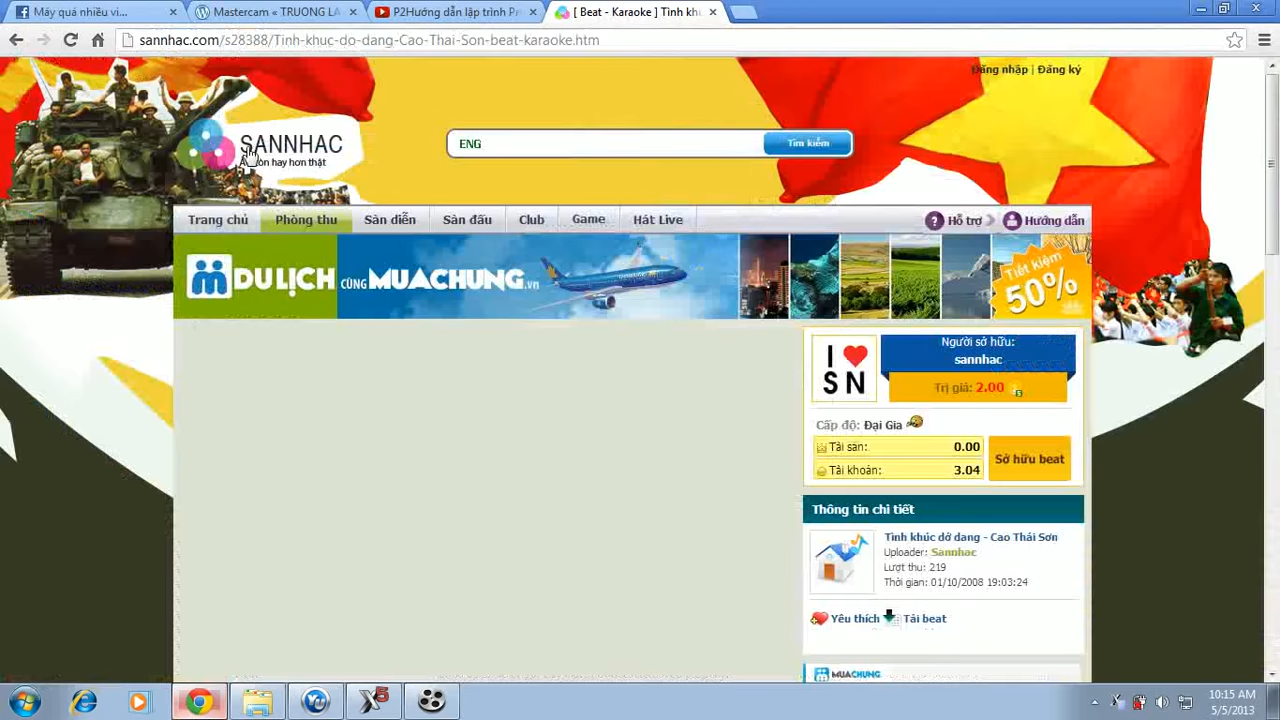 Máy quá nhiều vi...
Mastercam « TRUONG LA
P2Hướng dẫn lập trình Pr
[ Beat - Karaoke ] Tình kh
sannhac.com/s28388/Tinh-khuc-do-dang-Cao-Thai-Son-beat-karaoke.htm
Đăng nhập | Đăng ký
SANNHAC
hay hơn thật
ENG
Tìm kiếm
Trang chủ
Phòng thu
Sàn diễn
Sàn đấu
Club
Game
Hát Live
Hỗ trợ
Hướng dẫn
DU LỊCH CÙNG MUACHUNG.vn
Tiết kiệm
50%
I
S N
Người sở hữu:
sannhac
Trị giá: 2.00
Cấp độ: Đại Gia
Tài sản: 0.00
Tài khoản: 3.04
Sở hữu beat
Thông tin chi tiết
Tình khúc dở dang - Cao Thái Sơn
Uploader: Sannhac
Lượt thu: 219
Thời gian: 01/10/2008 19:03:24
Yêu thích
Tải beat
MUACHUNG
10:15 AM
5/5/2013